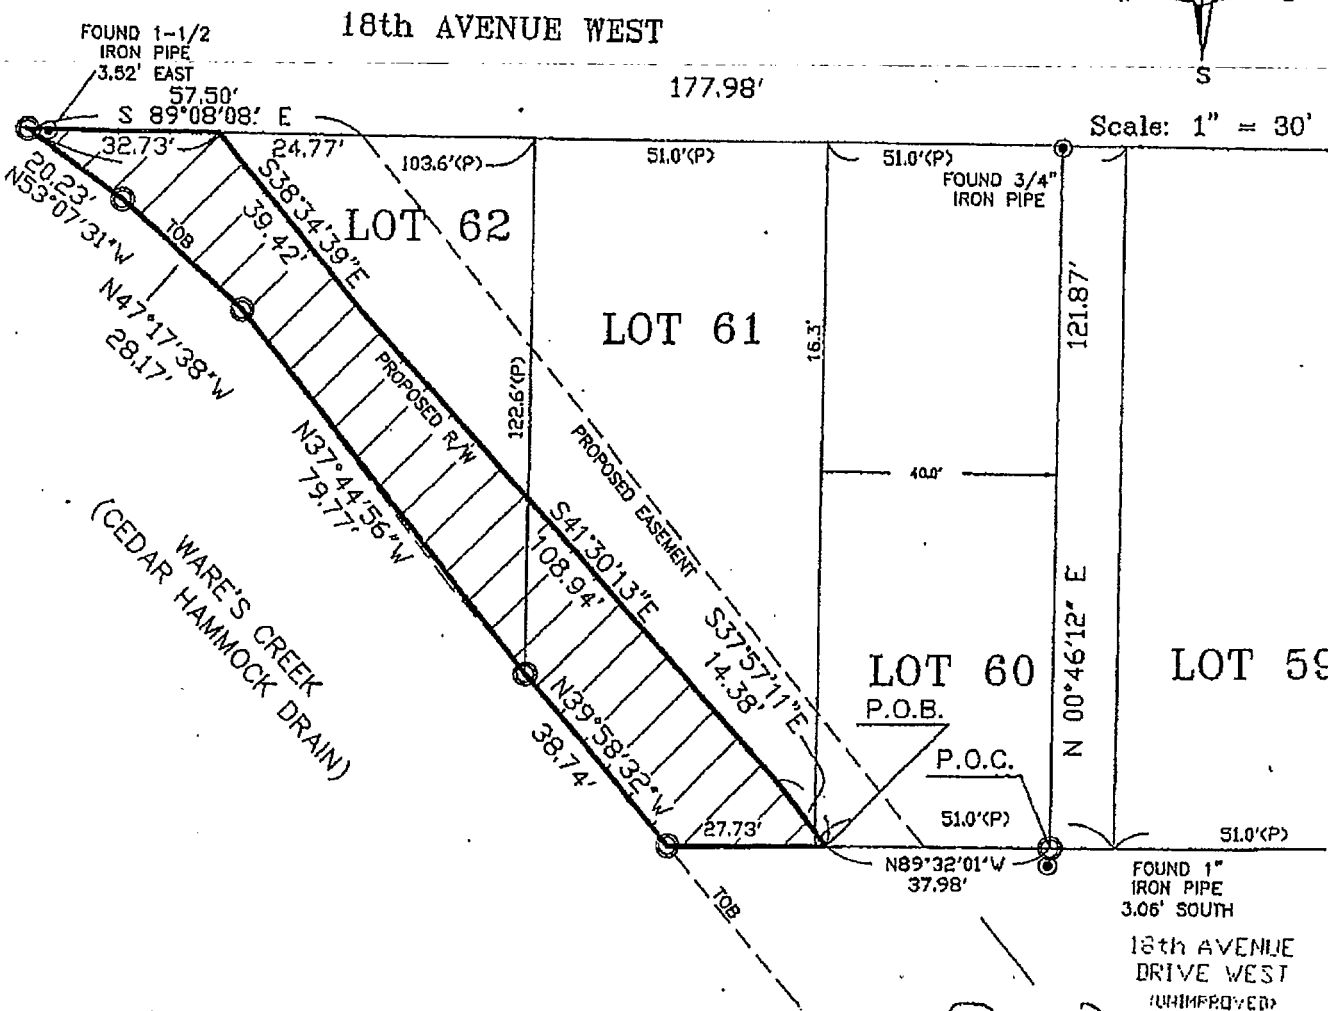 18th AVENUE WEST
FOUND 1-1/2
IRON PIPE
3.52' EAST
57.50'
S 89°08'08" E
32.73'
24.77'
177.98'
S
Scale: 1" = 30'
103.6'(P)
51.0'(P)
51.0'(P)
FOUND 3/4"
IRON PIPE
20.23'
N53°07'31"W
TOB
S38°34'39"E
39.42'
LOT 62
N47°17'38"W
28.17'
LOT 61
16.3'
121.87'
122.6'(P)
PROPOSED R/W
PROPOSED EASEMENT
40.0'
N37°44'56"W
79.77'
S41°30'13"E
108.94'
WARE'S CREEK
(CEDAR HAMMOCK DRAIN)
S37°57'11"E
14.38'
N 00°46'12" E
LOT 60
LOT 59
P.O.B.
P.O.C.
N39°58'32"W
38.74'
27.73'
51.0'(P)
51.0'(P)
N89°32'01"W
37.98'
FOUND 1"
IRON PIPE
3.06' SOUTH
TOB
18th AVENUE
DRIVE WEST
(UNIMPROVED)